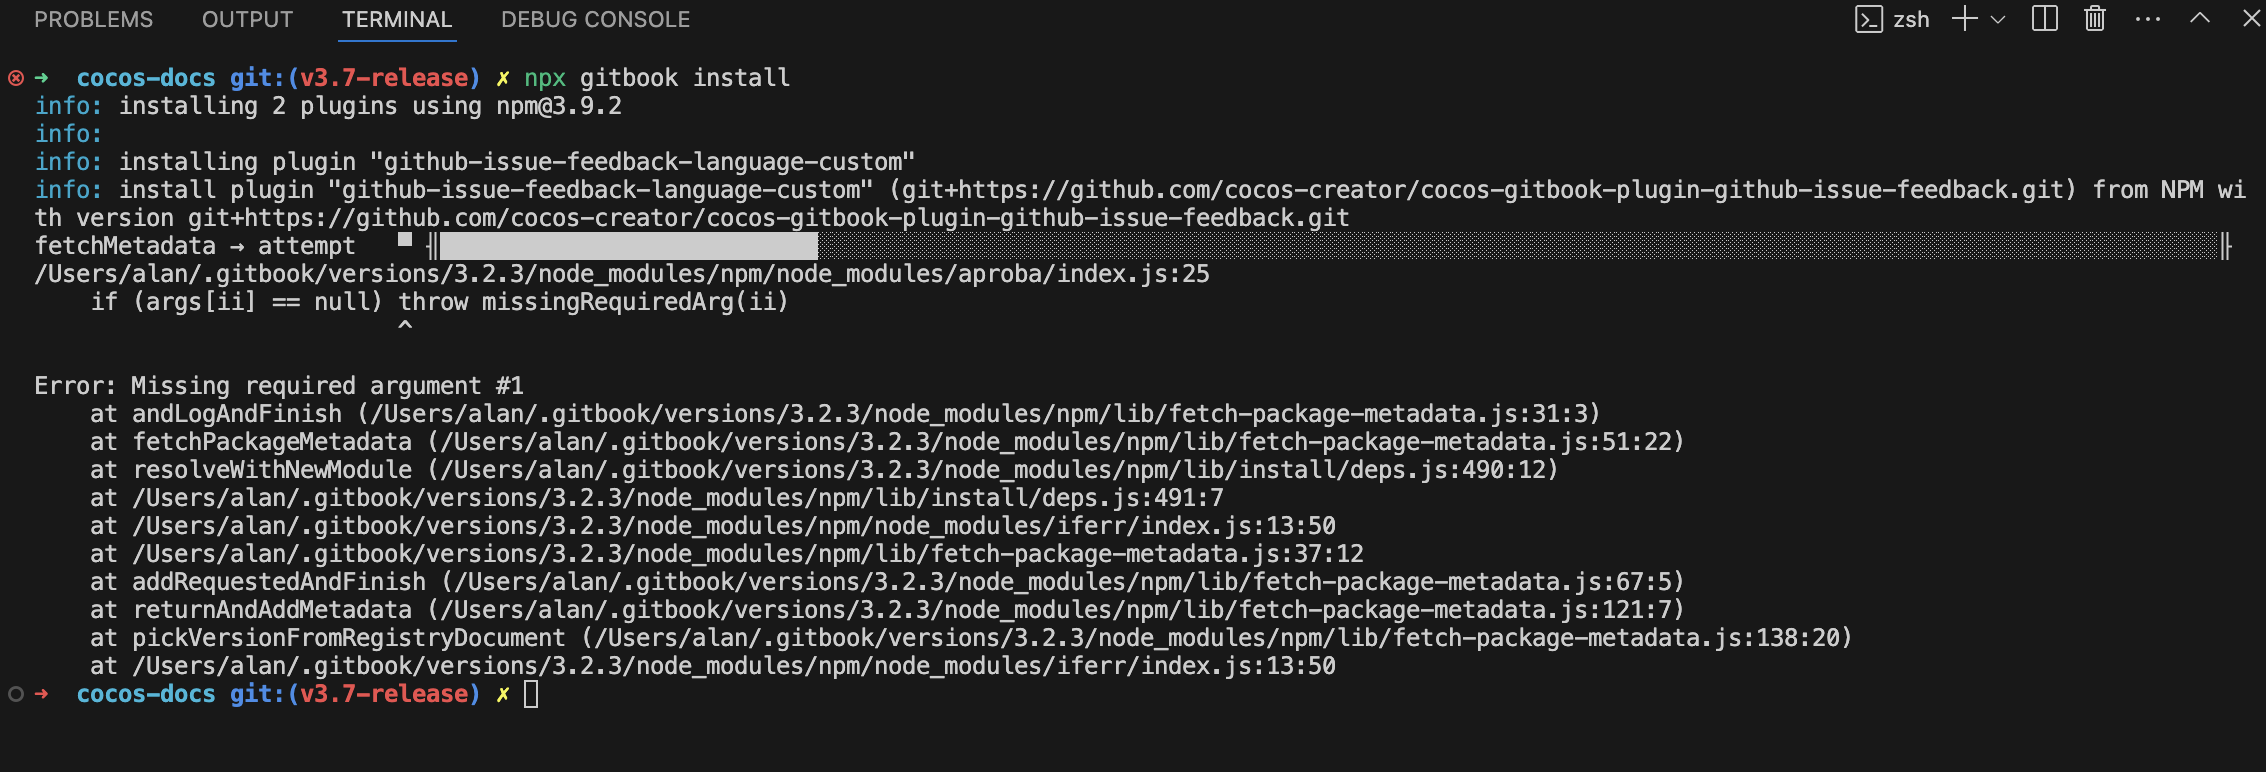 PROBLEMS OUTPUT TERMINAL DEBUG CONSOLE zsh
➜ cocos-docs git:(v3.7-release) ✗ npx gitbook install
info: installing 2 plugins using npm@3.9.2
info:
info: installing plugin "github-issue-feedback-language-custom"
info: install plugin "github-issue-feedback-language-custom" (git+https://github.com/cocos-creator/cocos-gitbook-plugin-github-issue-feedback.git) from NPM wi
th version git+https://github.com/cocos-creator/cocos-gitbook-plugin-github-issue-feedback.git
fetchMetadata → attempt
/Users/alan/.gitbook/versions/3.2.3/node_modules/npm/node_modules/aproba/index.js:25
if (args[ii] == null) throw missingRequiredArg(ii)
^
Error: Missing required argument #1
at andLogAndFinish (/Users/alan/.gitbook/versions/3.2.3/node_modules/npm/lib/fetch-package-metadata.js:31:3)
at fetchPackageMetadata (/Users/alan/.gitbook/versions/3.2.3/node_modules/npm/lib/fetch-package-metadata.js:51:22)
at resolveWithNewModule (/Users/alan/.gitbook/versions/3.2.3/node_modules/npm/lib/install/deps.js:490:12)
at /Users/alan/.gitbook/versions/3.2.3/node_modules/npm/lib/install/deps.js:491:7
at /Users/alan/.gitbook/versions/3.2.3/node_modules/npm/node_modules/iferr/index.js:13:50
at /Users/alan/.gitbook/versions/3.2.3/node_modules/npm/lib/fetch-package-metadata.js:37:12
at addRequestedAndFinish (/Users/alan/.gitbook/versions/3.2.3/node_modules/npm/lib/fetch-package-metadata.js:67:5)
at returnAndAddMetadata (/Users/alan/.gitbook/versions/3.2.3/node_modules/npm/lib/fetch-package-metadata.js:121:7)
at pickVersionFromRegistryDocument (/Users/alan/.gitbook/versions/3.2.3/node_modules/npm/lib/fetch-package-metadata.js:138:20)
at /Users/alan/.gitbook/versions/3.2.3/node_modules/npm/node_modules/iferr/index.js:13:50
➜ cocos-docs git:(v3.7-release) ✗